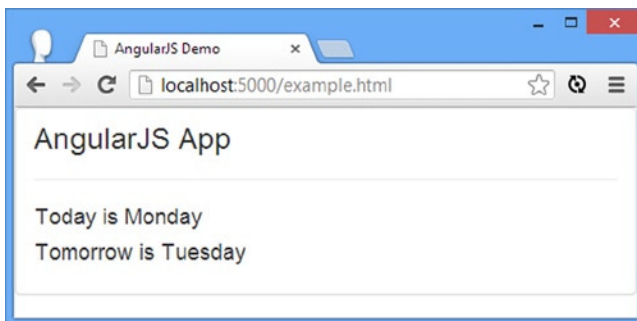 AngularJS Demo
localhost:5000/example.html
AngularJS App
Today is Monday
Tomorrow is Tuesday